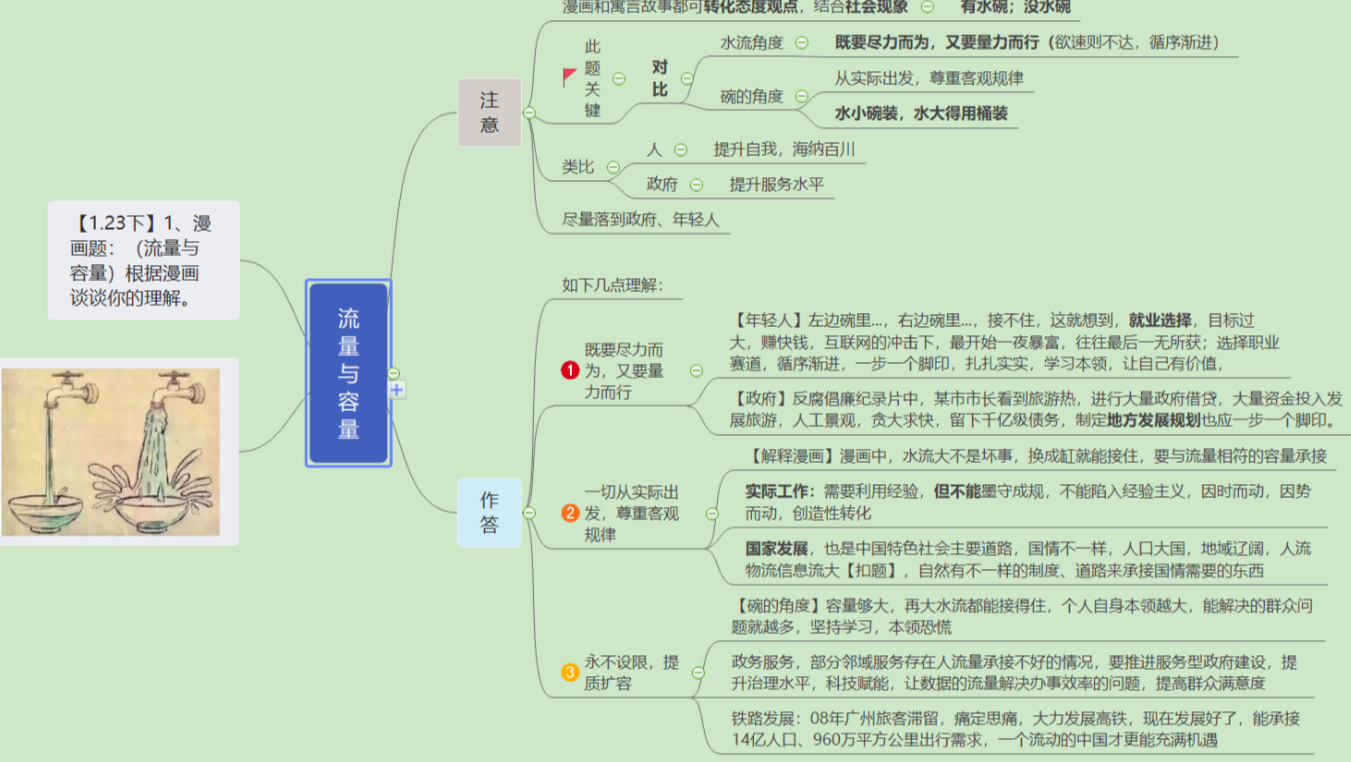 漫画和寓言故事都可转化态度观点，结合社会现象
有水碗；没水碗
此
题
关
键
对
比
水流角度
既要尽力而为，又要量力而行（欲速则不达，循序渐进）
碗的角度
从实际出发，尊重客观规律
水小碗装，水大得用桶装
注
意
类比
人
提升自我，海纳百川
政府
提升服务水平
尽量落到政府、年轻人
【1.23下】1、漫
画题：（流量与
容量）根据漫画
谈谈你的理解。
流
量
与
容
量
作
答
如下几点理解：
1
既要尽力而
为，又要量
力而行
【年轻人】左边碗里...，右边碗里...，接不住，这就想到，就业选择，目标过
大，赚快钱，互联网的冲击下，最开始一夜暴富，往往最后一无所获；选择职业
赛道，循序渐进，一步一个脚印，扎扎实实，学习本领，让自己有价值，
【政府】反腐倡廉纪录片中，某市市长看到旅游热，进行大量政府借贷，大量资金投入发
展旅游，人工景观，贪大求快，留下千亿级债务，制定地方发展规划也应一步一个脚印。
2
一切从实际出
发，尊重客观
规律
【解释漫画】漫画中，水流大不是坏事，换成缸就能接住，要与流量相符的容量承接
实际工作：需要利用经验，但不能墨守成规，不能陷入经验主义，因时而动，因势
而动，创造性转化
国家发展，也是中国特色社会主要道路，国情不一样，人口大国，地域辽阔，人流
物流信息流大【扣题】，自然有不一样的制度、道路来承接国情需要的东西
3
永不设限，提
质扩容
【碗的角度】容量够大，再大水流都能接得住，个人自身本领越大，能解决的群众问
题就越多，坚持学习，本领恐慌
政务服务，部分邻域服务存在人流量承接不好的情况，要推进服务型政府建设，提
升治理水平，科技赋能，让数据的流量解决办事效率的问题，提高群众满意度
铁路发展：08年广州旅客滞留，痛定思痛，大力发展高铁，现在发展好了，能承接
14亿人口、960万平方公里出行需求，一个流动的中国才更能充满机遇